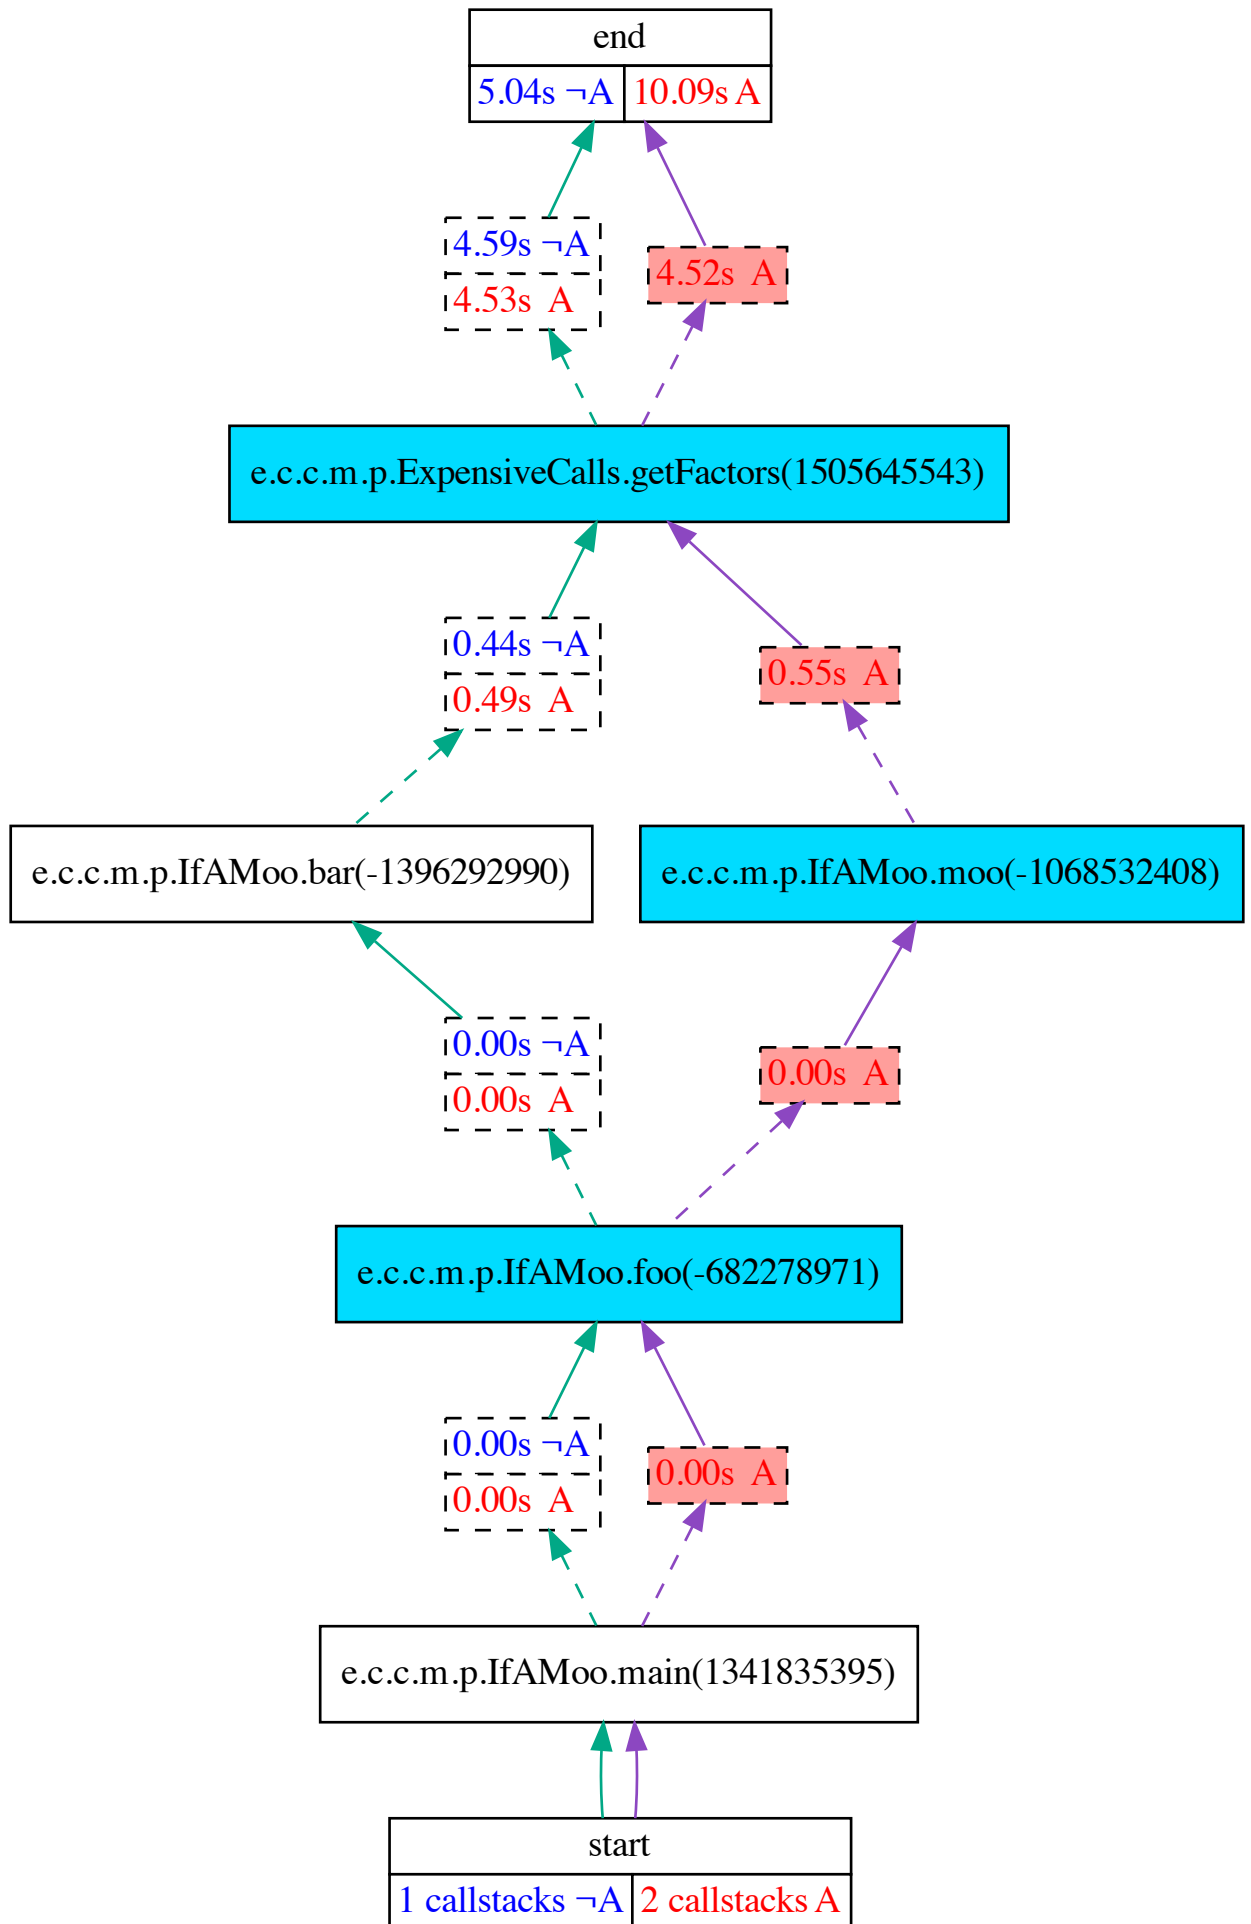 end
5.04s ¬A 10.09s A
4.59s ¬A
4.53s A
4.52s A
e.c.c.m.p.ExpensiveCalls.getFactors(1505645543)
0.44s ¬A
0.49s A
0.55s A
e.c.c.m.p.IfAMoo.bar(-1396292990)
e.c.c.m.p.IfAMoo.moo(-1068532408)
0.00s ¬A
0.00s A
0.00s A
e.c.c.m.p.IfAMoo.foo(-682278971)
0.00s ¬A
0.00s A
0.00s A
e.c.c.m.p.IfAMoo.main(1341835395)
start
1 callstacks ¬A 2 callstacks A